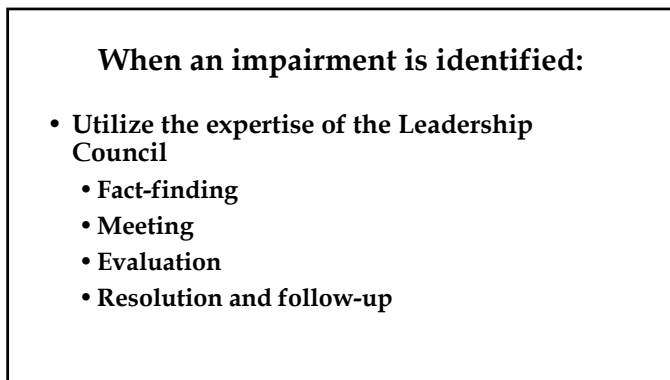 When an impairment is identified:
• Utilize the expertise of the Leadership
Council
• Fact-finding
• Meeting
• Evaluation
• Resolution and follow-up